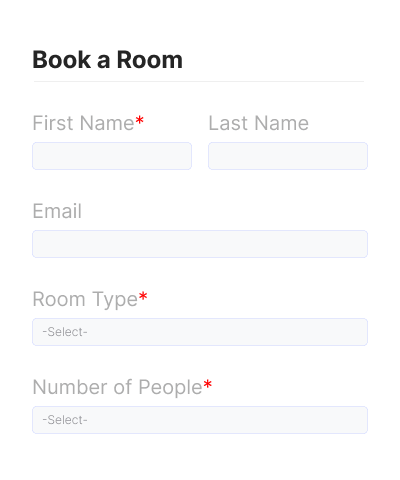 Book a Room
First Name* Last Name
Email
Room Type*
-Select-
Number of People*
-Select-